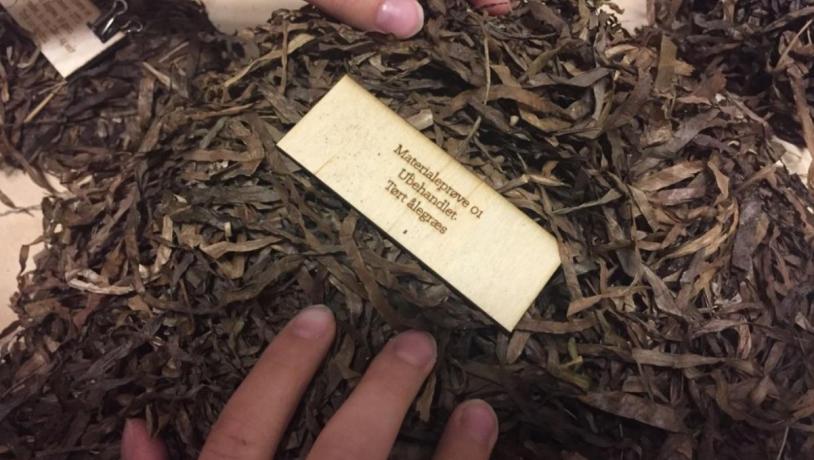 Materialeprøve 01
Ubehandlet.
Tørt ålegræs